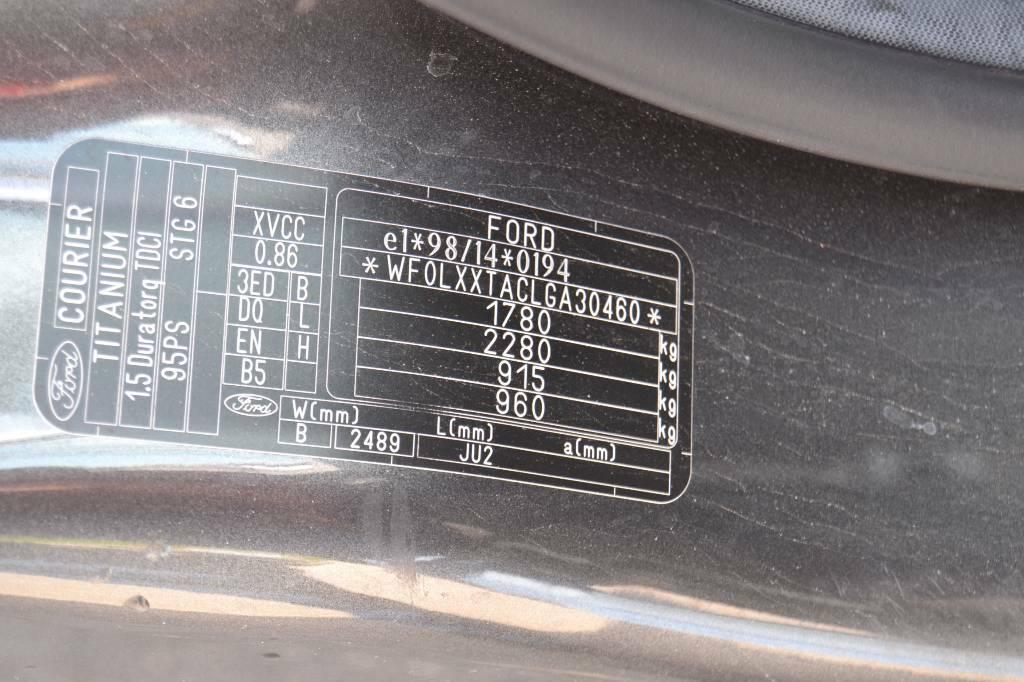 COURIER
TITANIUM
1.5 Duratorq TDCI
95PS STG 6
Ford
XVCC
0.86
3ED B
DQ L
EN H
B5
Ford
FORD
e1*98/14*0194
*WF0LXXTACLGA30460*
1780 kg
2280 kg
915 kg
960 kg
W(mm) L(mm) a(mm)
B 2489 JU2